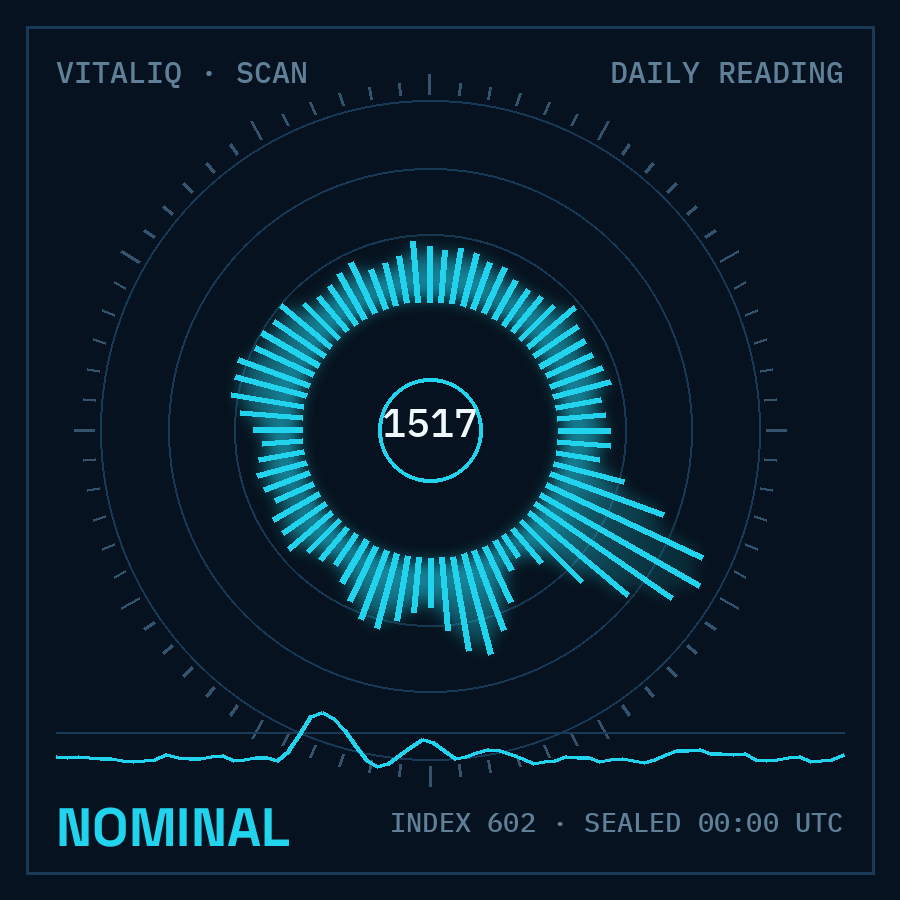 VITALIQ · SCAN
DAILY READING
1517
NOMINAL
INDEX 602 · SEALED 00:00 UTC